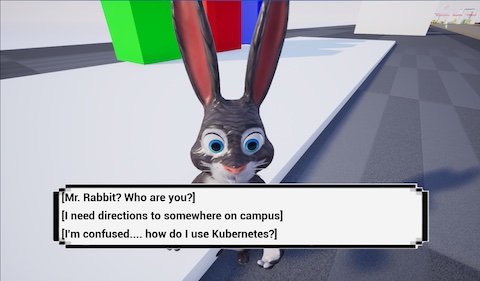 [Mr. Rabbit? Who are you?]
[I need directions to somewhere on campus]
[I'm confused.... how do I use Kubernetes?]